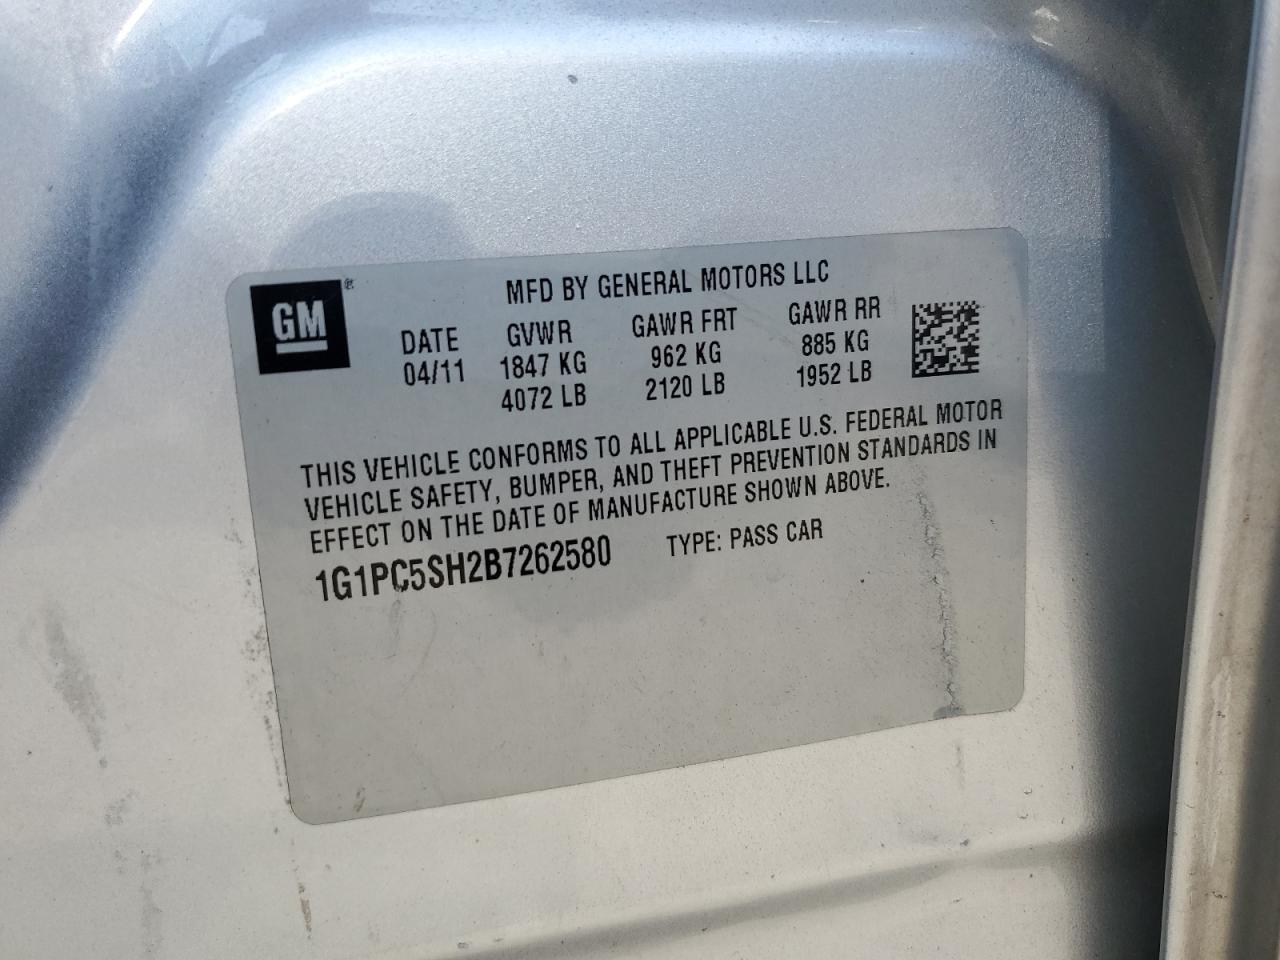 GM®
MFD BY GENERAL MOTORS LLC
DATE GVWR GAWR FRT GAWR RR
04/11 1847 KG 962 KG 885 KG
4072 LB 2120 LB 1952 LB
THIS VEHICLE CONFORMS TO ALL APPLICABLE U.S. FEDERAL MOTOR
VEHICLE SAFETY, BUMPER, AND THEFT PREVENTION STANDARDS IN
EFFECT ON THE DATE OF MANUFACTURE SHOWN ABOVE.
1G1PC5SH2B7262580 TYPE: PASS CAR